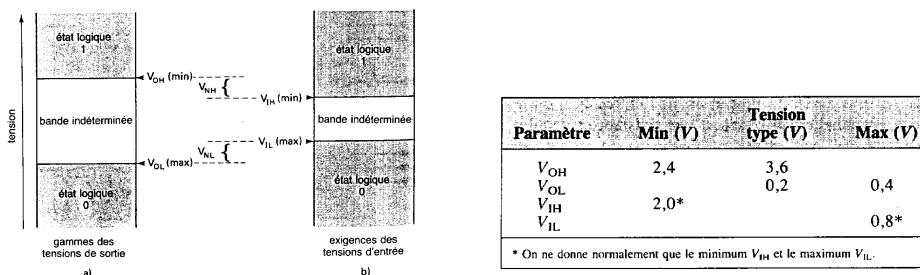 tension
état logique
1
bande indéterminée
état logique
0
gammes des
tensions de sortie
a)
V_OH (min)
V_NH {
V_IH (min)
V_IL (max)
V_NL {
V_OL (max)
état logique
1
bande indéterminée
état logique
0
exigences des
tensions d'entrée
b)
Tension
Paramètre Min (V) type (V) Max (V)
V_OH 2,4 3,6
V_OL 0,2 0,4
V_IH 2,0*
V_IL 0,8*
* On ne donne normalement que le minimum V_IH et le maximum V_IL.